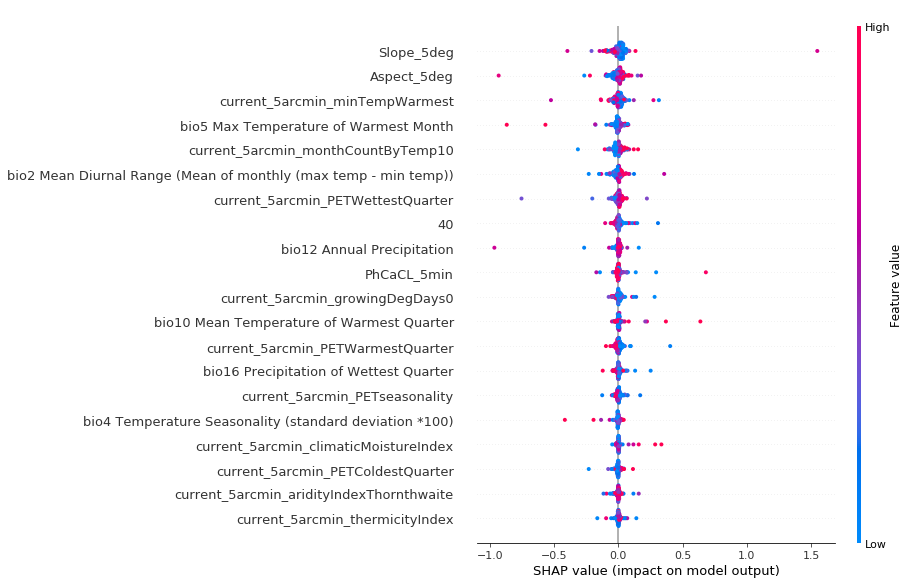 High
Slope_5deg
Aspect_5deg
current_5arcmin_minTempWarmest
bio5 Max Temperature of Warmest Month
current_5arcmin_monthCountByTemp10
bio2 Mean Diurnal Range (Mean of monthly (max temp - min temp))
current_5arcmin_PETWettestQuarter
40
bio12 Annual Precipitation
PhCaCL_5min
current_5arcmin_growingDegDays0
bio10 Mean Temperature of Warmest Quarter
current_5arcmin_PETWarmestQuarter
bio16 Precipitation of Wettest Quarter
current_5arcmin_PETseasonality
bio4 Temperature Seasonality (standard deviation *100)
current_5arcmin_climaticMoistureIndex
current_5arcmin_PETColdestQuarter
current_5arcmin_aridityIndexThornthwaite
current_5arcmin_thermicityIndex
Feature value
Low
−1.0 −0.5 0.0 0.5 1.0 1.5
SHAP value (impact on model output)